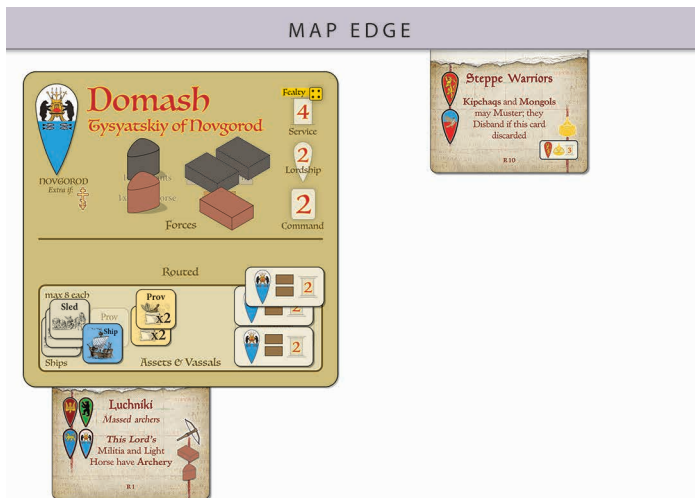 MAP EDGE
Domash
Tysyatskiy of Novgorod
Fealty
4
Service
2
Lordship
2
Command
NOVGOROD
Extra if:
Forces
Routed
max 8 each
Sled
Prov
Ship
Prov
x2
x2
Ships
Assets & Vassals
2
2
2
Steppe Warriors
Kipchaqs and Mongols
may Muster; they
Disband if this card
discarded
3
R10
Luchniki
Massed archers
This Lord's
Militia and Light
Horse have Archery
R1